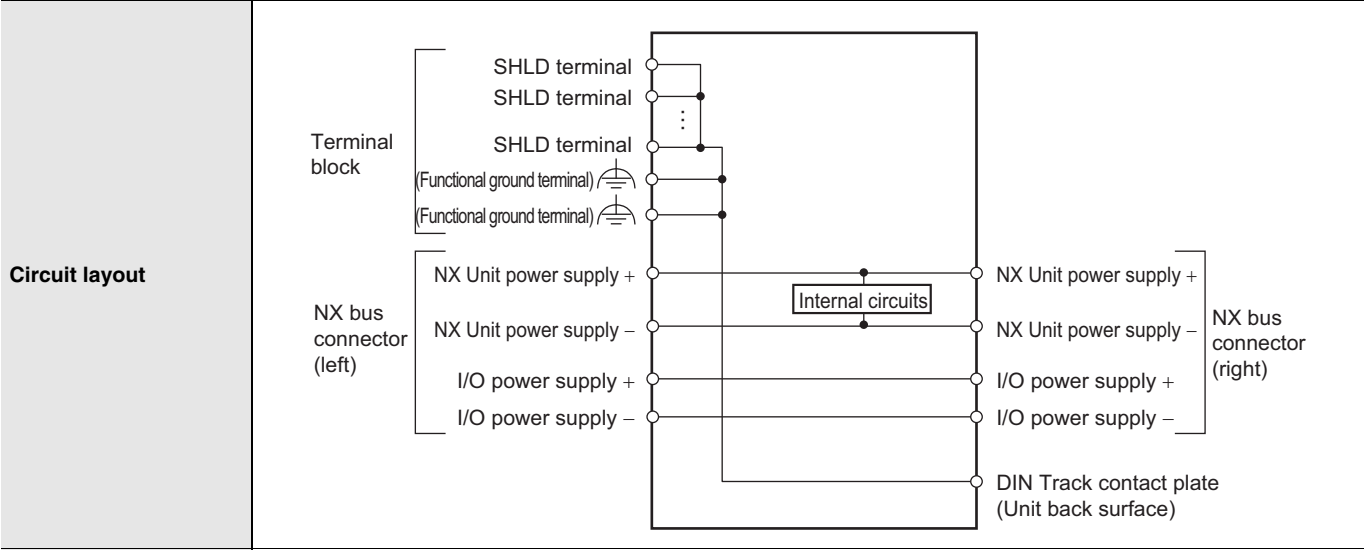 Circuit layout
Terminal
block
SHLD terminal
SHLD terminal
⋮
SHLD terminal
(Functional ground terminal)
(Functional ground terminal)
NX bus
connector
(left)
NX Unit power supply +
NX Unit power supply −
I/O power supply +
I/O power supply −
Internal circuits
NX Unit power supply +
NX Unit power supply −
I/O power supply +
I/O power supply −
NX bus
connector
(right)
DIN Track contact plate
(Unit back surface)